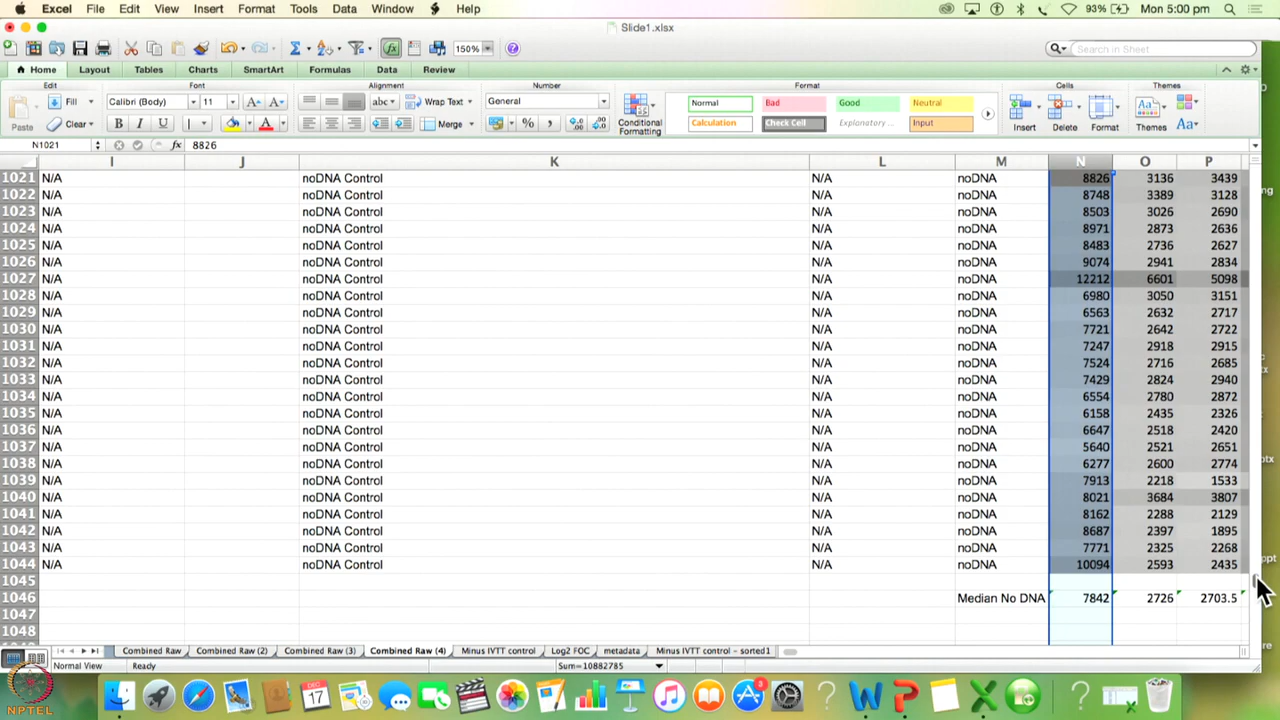 Excel File Edit View Insert Format Tools Data Window Help 93% Mon 5:00 pm
Slide1.xlsx
150% Search in Sheet
Home Layout Tables Charts SmartArt Formulas Data Review
Edit Font Alignment Number Format Cells Themes
Paste Fill Calibri (Body) 11 abc Wrap Text General Conditional Formatting Normal Bad Good Neutral Insert Delete Format Themes Aa
Clear B I U A Merge % Calculation Check Cell Explanatory ... Input
N1021 fx 8826
I J K L M N O P
1021 N/A noDNA Control N/A noDNA 8826 3136 3439
1022 N/A noDNA Control N/A noDNA 8748 3389 3128
1023 N/A noDNA Control N/A noDNA 8503 3026 2690
1024 N/A noDNA Control N/A noDNA 8971 2873 2636
1025 N/A noDNA Control N/A noDNA 8483 2736 2627
1026 N/A noDNA Control N/A noDNA 9074 2941 2834
1027 N/A noDNA Control N/A noDNA 12212 6601 5098
1028 N/A noDNA Control N/A noDNA 6980 3050 3151
1029 N/A noDNA Control N/A noDNA 6563 2632 2717
1030 N/A noDNA Control N/A noDNA 7721 2642 2722
1031 N/A noDNA Control N/A noDNA 7247 2918 2915
1032 N/A noDNA Control N/A noDNA 7524 2716 2685
1033 N/A noDNA Control N/A noDNA 7429 2824 2940
1034 N/A noDNA Control N/A noDNA 6554 2780 2872
1035 N/A noDNA Control N/A noDNA 6158 2435 2326
1036 N/A noDNA Control N/A noDNA 6647 2518 2420
1037 N/A noDNA Control N/A noDNA 5640 2521 2651
1038 N/A noDNA Control N/A noDNA 6277 2600 2774
1039 N/A noDNA Control N/A noDNA 7913 2218 1533
1040 N/A noDNA Control N/A noDNA 8021 3684 3807
1041 N/A noDNA Control N/A noDNA 8162 2288 2129
1042 N/A noDNA Control N/A noDNA 8687 2397 1895
1043 N/A noDNA Control N/A noDNA 7771 2325 2268
1044 N/A noDNA Control N/A noDNA 10094 2593 2435
1045
1046 Median No DNA 7842 2726 2703.5
1047
1048
Combined Raw Combined Raw (2) Combined Raw (3) Combined Raw (4) Minus IVTT control Log2 FOC metadata Minus IVTT control - sorted1
Normal View Ready Sum=10882785
DEC 17 3
NPTEL